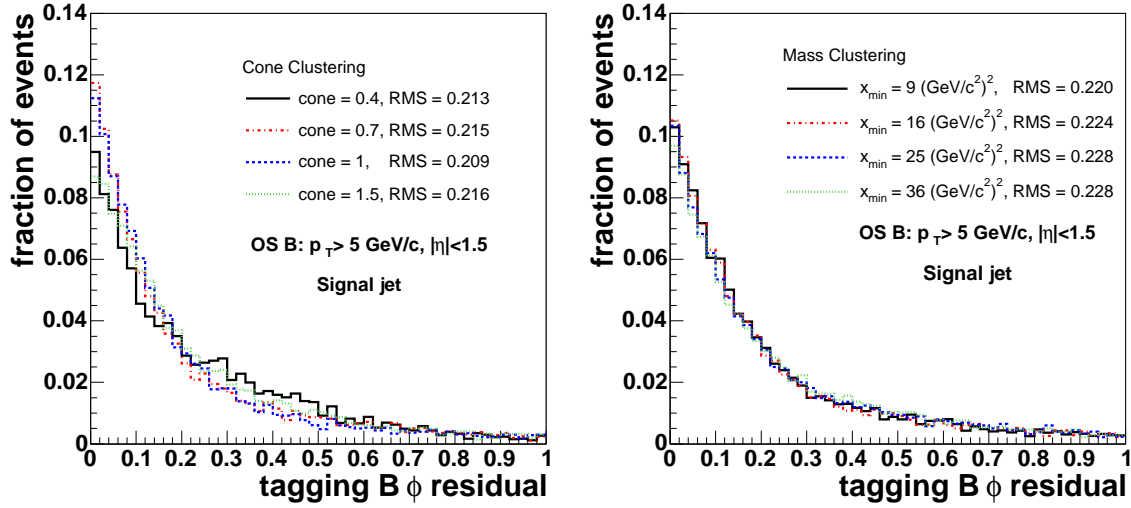 fraction of events
0.14
0.12
0.1
0.08
0.06
0.04
0.02
0
Cone Clustering
cone = 0.4, RMS = 0.213
cone = 0.7, RMS = 0.215
cone = 1, RMS = 0.209
cone = 1.5, RMS = 0.216
OS B: p_T > 5 GeV/c, |η|<1.5
Signal jet
0 0.1 0.2 0.3 0.4 0.5 0.6 0.7 0.8 0.9 1
tagging B ϕ residual
fraction of events
0.14
0.12
0.1
0.08
0.06
0.04
0.02
0
Mass Clustering
x_min = 9 (GeV/c²)², RMS = 0.220
x_min = 16 (GeV/c²)², RMS = 0.224
x_min = 25 (GeV/c²)², RMS = 0.228
x_min = 36 (GeV/c²)², RMS = 0.228
OS B: p_T > 5 GeV/c, |η|<1.5
Signal jet
0 0.1 0.2 0.3 0.4 0.5 0.6 0.7 0.8 0.9 1
tagging B ϕ residual